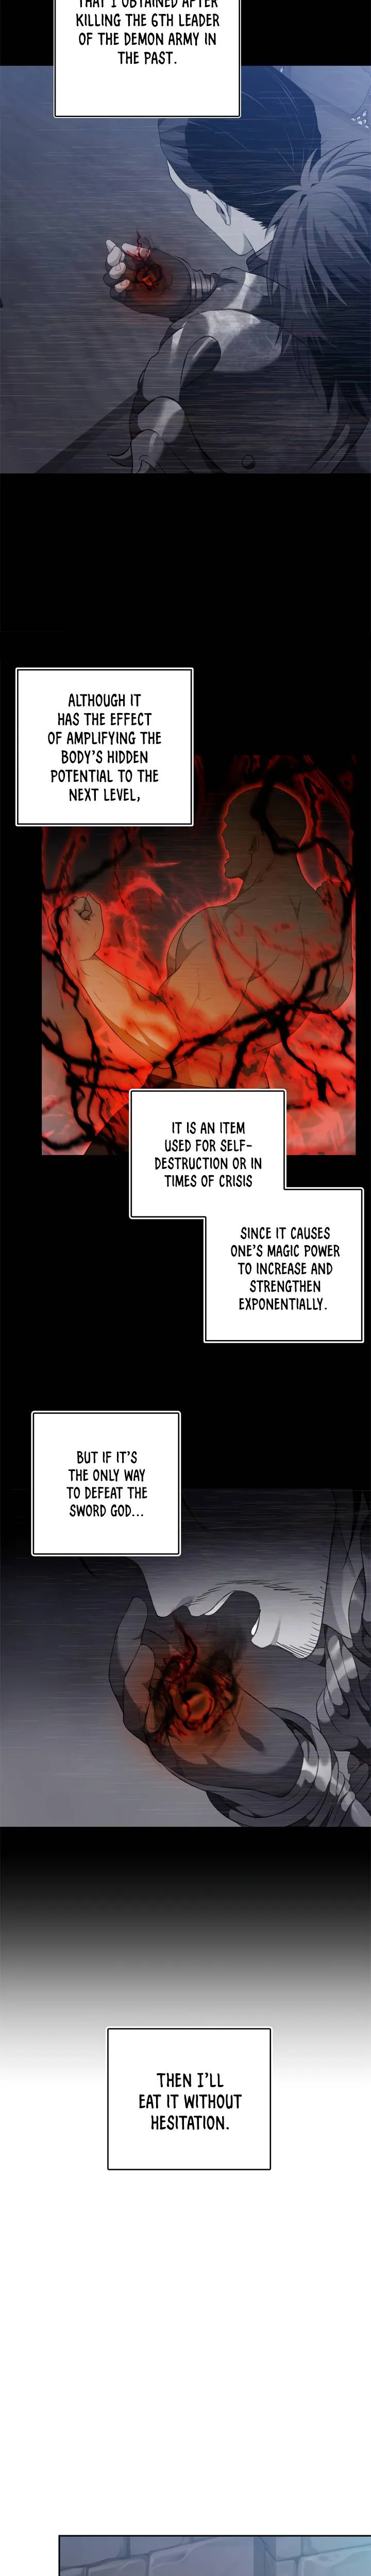 THAT I OBTAINED AFTER
KILLING THE 6TH LEADER
OF THE DEMON ARMY IN
THE PAST.
ALTHOUGH IT
HAS THE EFFECT
OF AMPLIFYING THE
BODY'S HIDDEN
POTENTIAL TO THE
NEXT LEVEL,
IT IS AN ITEM
USED FOR SELF-
DESTRUCTION OR IN
TIMES OF CRISIS
SINCE IT CAUSES
ONE'S MAGIC POWER
TO INCREASE AND
STRENGTHEN
EXPONENTIALLY.
BUT IF IT'S
THE ONLY WAY
TO DEFEAT THE
SWORD GOD...
THEN I'LL
EAT IT WITHOUT
HESITATION.